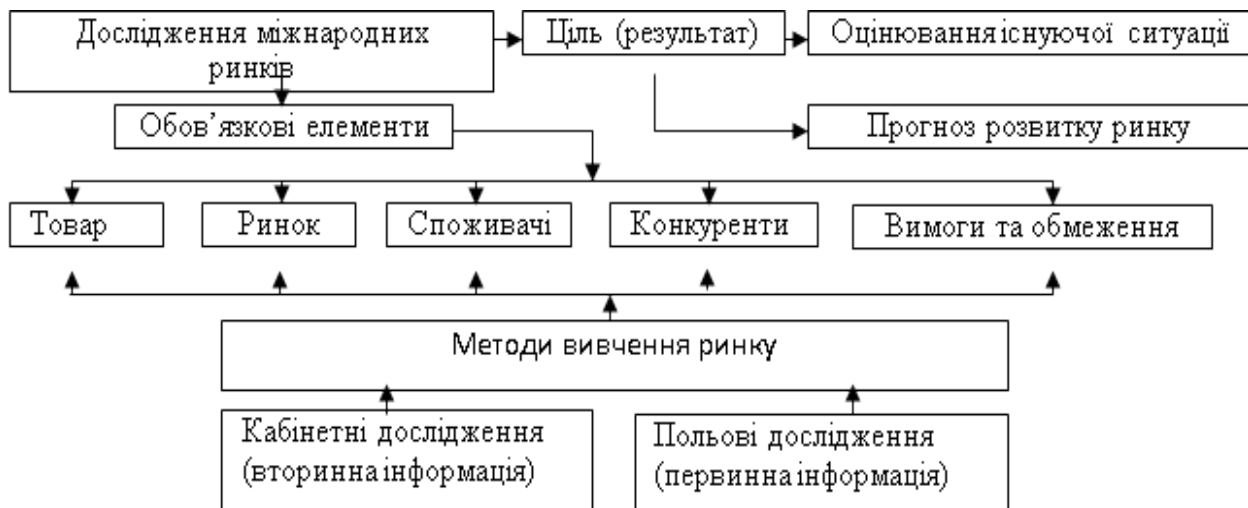 Дослідження міжнародних
ринків
Ціль (результат)
Оцінювання існуючої ситуації
Обов’язкові елементи
Прогноз розвитку ринку
Товар
Ринок
Споживачі
Конкуренти
Вимоги та обмеження
Методи вивчення ринку
Кабінетні дослідження
(вторинна інформація)
Польові дослідження
(первинна інформація)